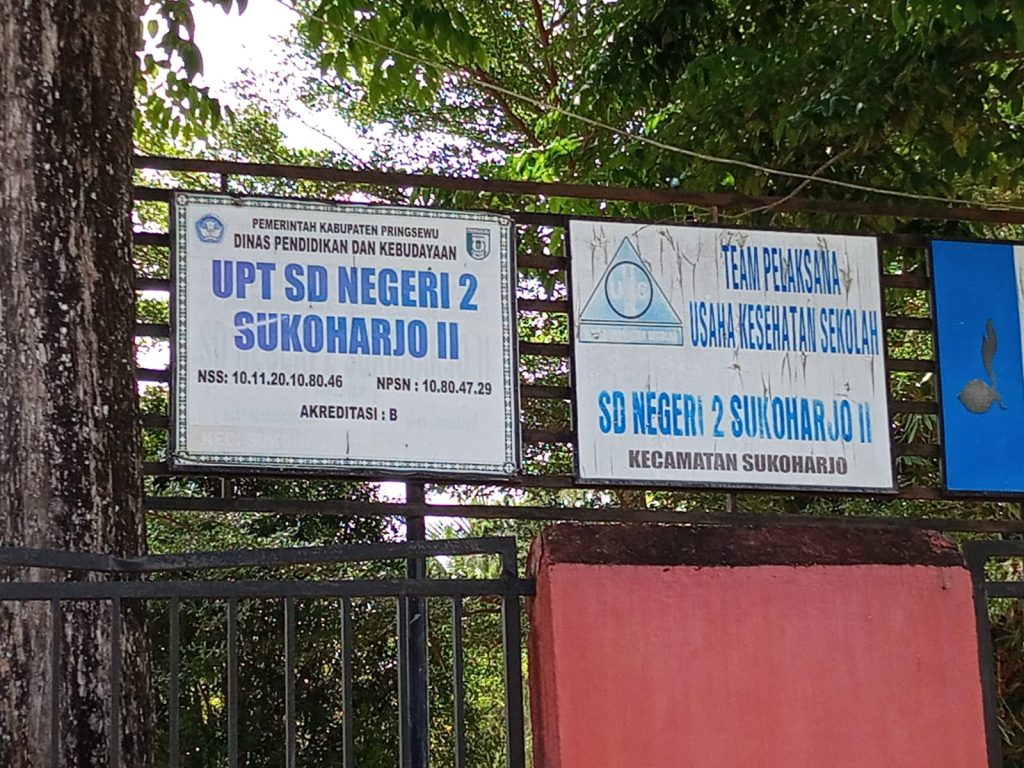 PEMERINTAH KABUPATEN PRINGSEWU
DINAS PENDIDIKAN DAN KEBUDAYAAN
UPT SD NEGERI 2
SUKOHARJO II
NSS: 10.11.20.10.80.46 NPSN : 10.80.47.29
AKREDITASI : B
TEAM PELAKSANA
USAHA KESEHATAN SEKOLAH
SD NEGERI 2 SUKOHARJO II
KECAMATAN SUKOHARJO